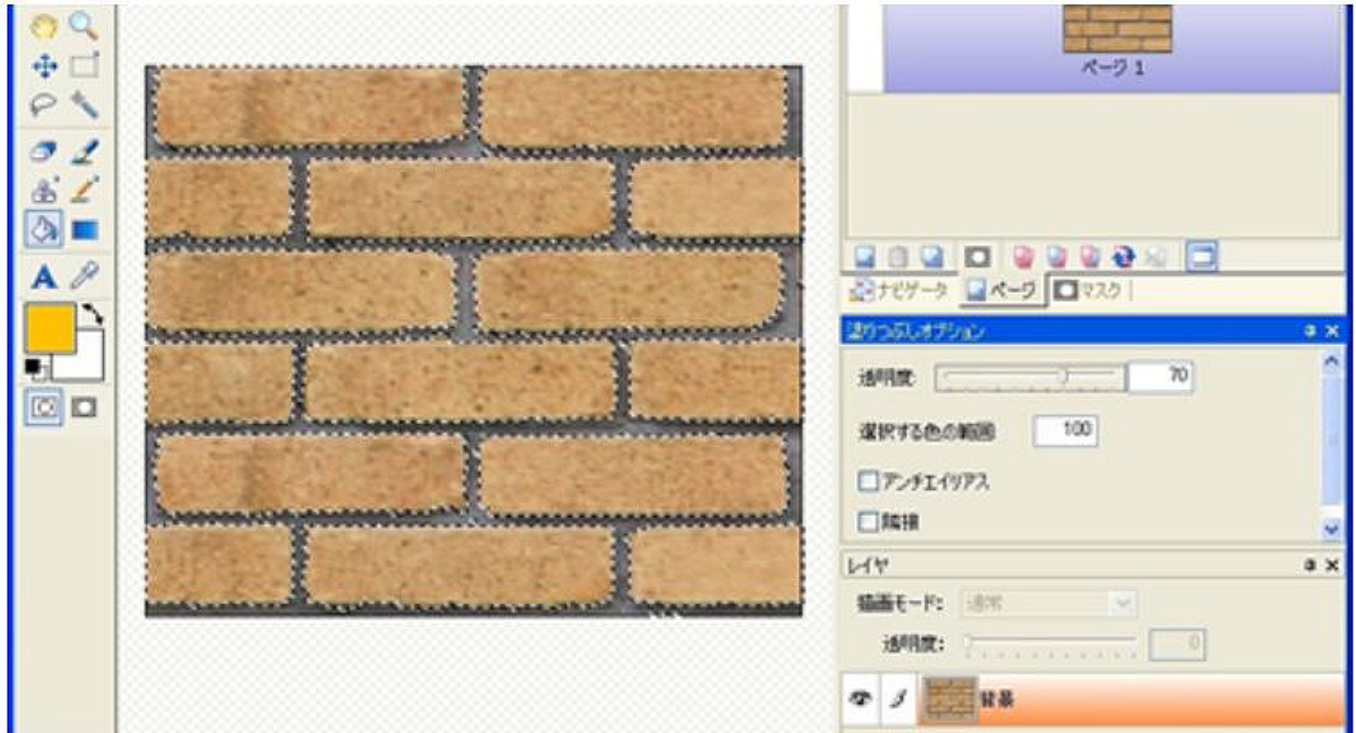 ページ 1
ナビゲータ ページ マスク
塗りつぶしオプション
透明度: 70
選択する色の範囲 100
アンチエイリアス
隣接
レイヤ
描画モード: 通常
透明度: 0
背景
A